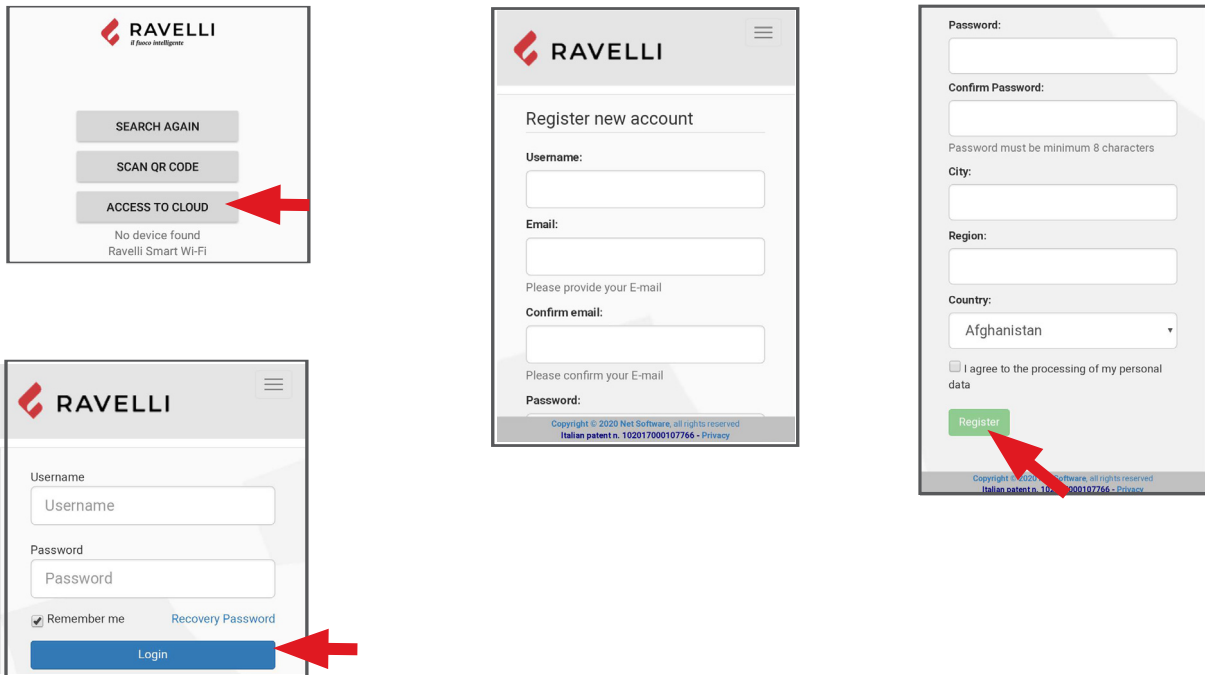 RAVELLI
il fuoco intelligente
SEARCH AGAIN
SCAN QR CODE
ACCESS TO CLOUD
No device found
Ravelli Smart Wi-Fi
RAVELLI
Username
Username
Password
Password
Remember me
Recovery Password
Login
RAVELLI
Register new account
Username:
Email:
Please provide your E-mail
Confirm email:
Please confirm your E-mail
Password:
Copyright © 2020 Net Software, all rights reserved
Italian patent n. 102017000107766 - Privacy
Password:
Confirm Password:
Password must be minimum 8 characters
City:
Region:
Country:
Afghanistan
I agree to the processing of my personal
data
Register
Copyright © 2020 Software, all rights reserved
Italian patent n. 000107766 - Privacy